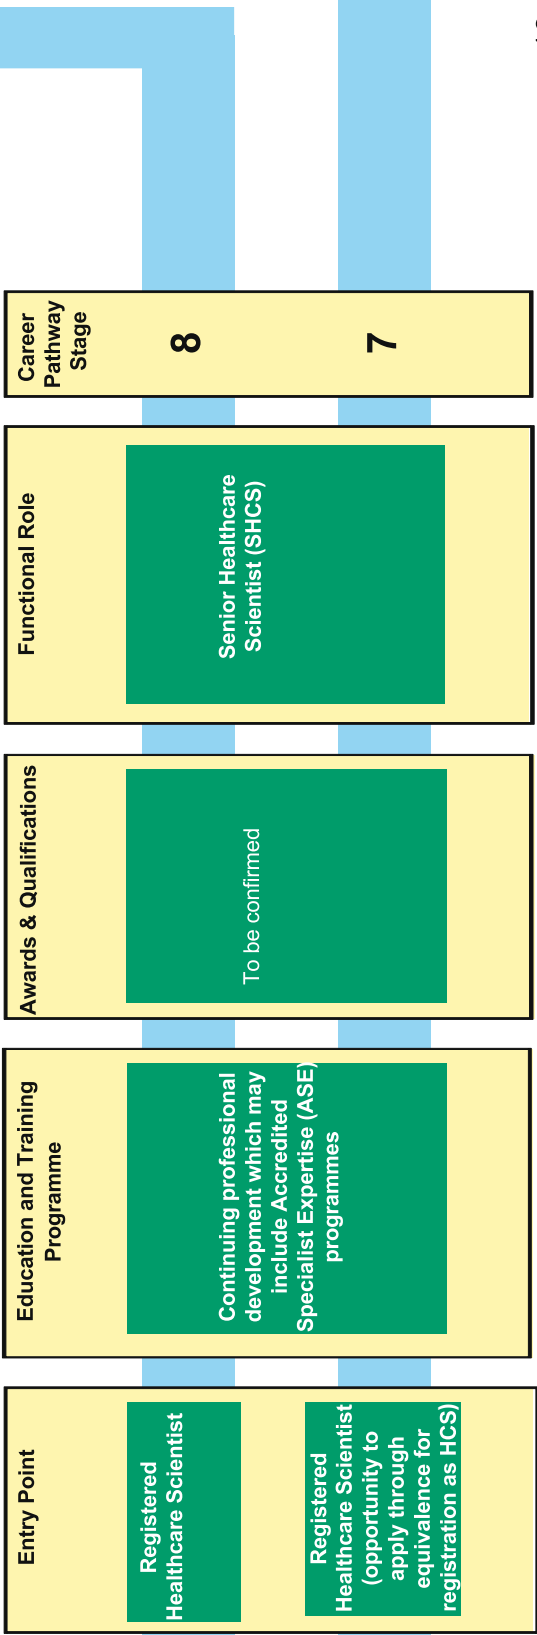 Entry Point
Education and Training
Programme
Awards & Qualifications
Functional Role
Career
Pathway
Stage
Registered
Healthcare Scientist
Continuing professional
development which may
include Accredited
Specialist Expertise (ASE)
programmes
To be confirmed
Senior Healthcare
Scientist (SHCS)
8
Registered
Healthcare Scientist
(opportunity to
apply through
equivalence for
registration as HCS)
7